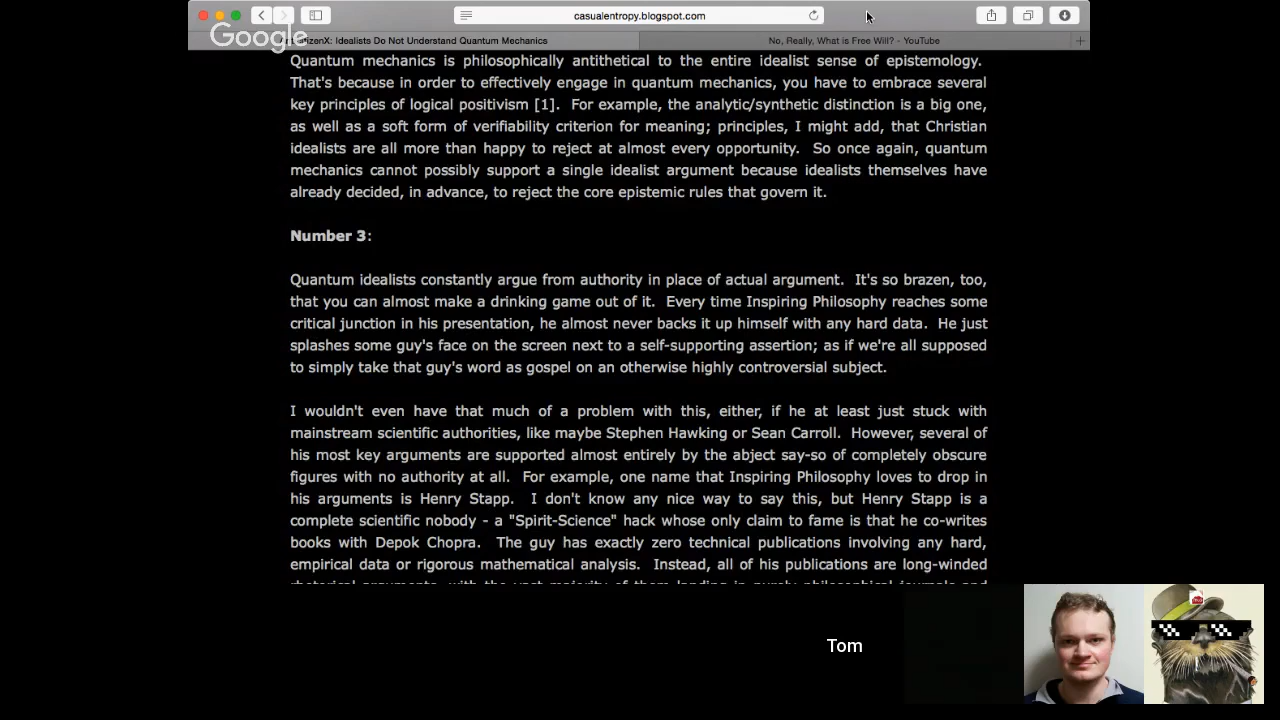 casualentropy.blogspot.com
Google
izenX: Idealists Do Not Understand Quantum Mechanics
No, Really, What is Free Will? - YouTube
Quantum mechanics is philosophically antithetical to the entire idealist sense of epistemology.
That's because in order to effectively engage in quantum mechanics, you have to embrace several
key principles of logical positivism [1]. For example, the analytic/synthetic distinction is a big one,
as well as a soft form of verifiability criterion for meaning; principles, I might add, that Christian
idealists are all more than happy to reject at almost every opportunity. So once again, quantum
mechanics cannot possibly support a single idealist argument because idealists themselves have
already decided, in advance, to reject the core epistemic rules that govern it.
Number 3:
Quantum idealists constantly argue from authority in place of actual argument. It's so brazen, too,
that you can almost make a drinking game out of it. Every time Inspiring Philosophy reaches some
critical junction in his presentation, he almost never backs it up himself with any hard data. He just
splashes some guy's face on the screen next to a self-supporting assertion; as if we're all supposed
to simply take that guy's word as gospel on an otherwise highly controversial subject.
I wouldn't even have that much of a problem with this, either, if he at least just stuck with
mainstream scientific authorities, like maybe Stephen Hawking or Sean Carroll. However, several of
his most key arguments are supported almost entirely by the abject say-so of completely obscure
figures with no authority at all. For example, one name that Inspiring Philosophy loves to drop in
his arguments is Henry Stapp. I don't know any nice way to say this, but Henry Stapp is a
complete scientific nobody - a "Spirit-Science" hack whose only claim to fame is that he co-writes
books with Depok Chopra. The guy has exactly zero technical publications involving any hard,
empirical data or rigorous mathematical analysis. Instead, all of his publications are long-winded
rhetorical arguments, with the vast majority of them landing in purely philosophical journals and
Tom